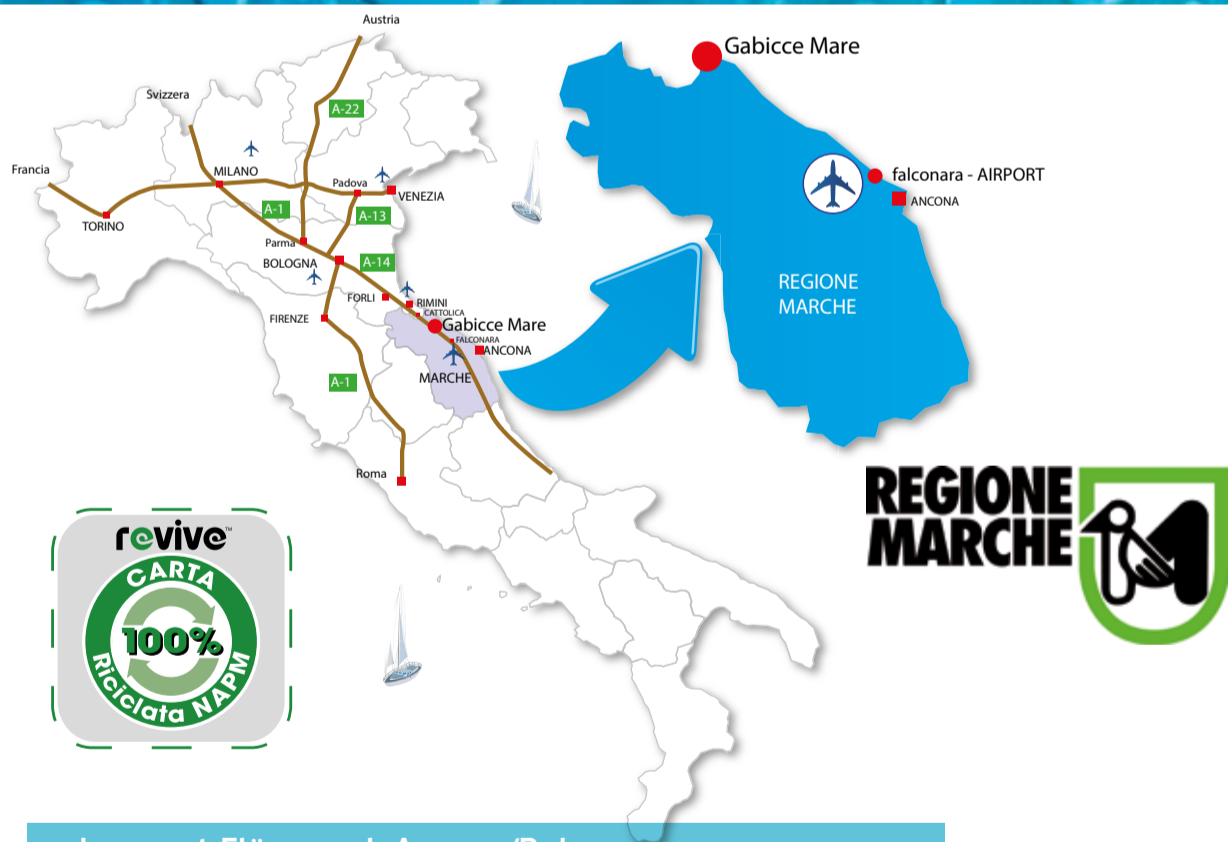 Austria
Svizzera
A-22
Francia
MILANO
Padova
VENEZIA
TORINO
A-1
A-13
Parma
BOLOGNA
A-14
FORLI
RIMINI
CATTOLICA
FIRENZE
Gabicce Mare
FALCONARA
ANCONA
A-1
MARCHE
Roma
Gabicce Mare
falconara - AIRPORT
ANCONA
REGIONE
MARCHE
REGIONE
MARCHE
revive™
CARTA
100%
Riciclata NAPM